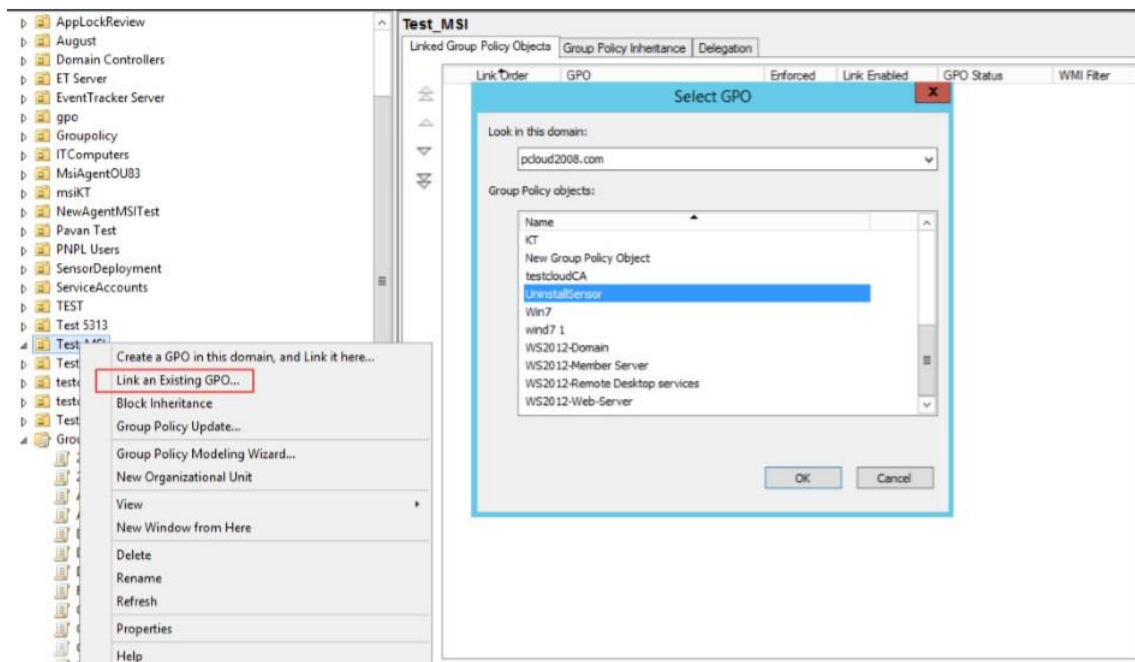 AppLockReview
August
Domain Controllers
ET Server
EventTracker Server
gpo
Groupolicy
ITComputers
MsiAgentOU83
msiKT
NewAgentMSITest
Pavan Test
PNPL Users
SensorDeployment
ServiceAccounts
TEST
Test 5313
Test
Test
Test
Create a GPO in this domain, and Link it here...
Link an Existing GPO...
Block Inheritance
Group Policy Update...
Group Policy Modeling Wizard...
New Organizational Unit
View
New Window from Here
Delete
Rename
Refresh
Properties
Help
Test_MSI
Linked Group Policy Objects Group Policy Inheritance Delegation
Link Order GPO Enforced Link Enabled GPO Status WMI Filter
Select GPO
x
Look in this domain:
pcloud2008.com
Group Policy objects:
Name
KT
New Group Policy Object
testcloudCA
UninstallSensor
Win7
wind7 1
WS2012-Domain
WS2012-Member Server
WS2012-Remote Desktop services
WS2012-Web-Server
OK Cancel